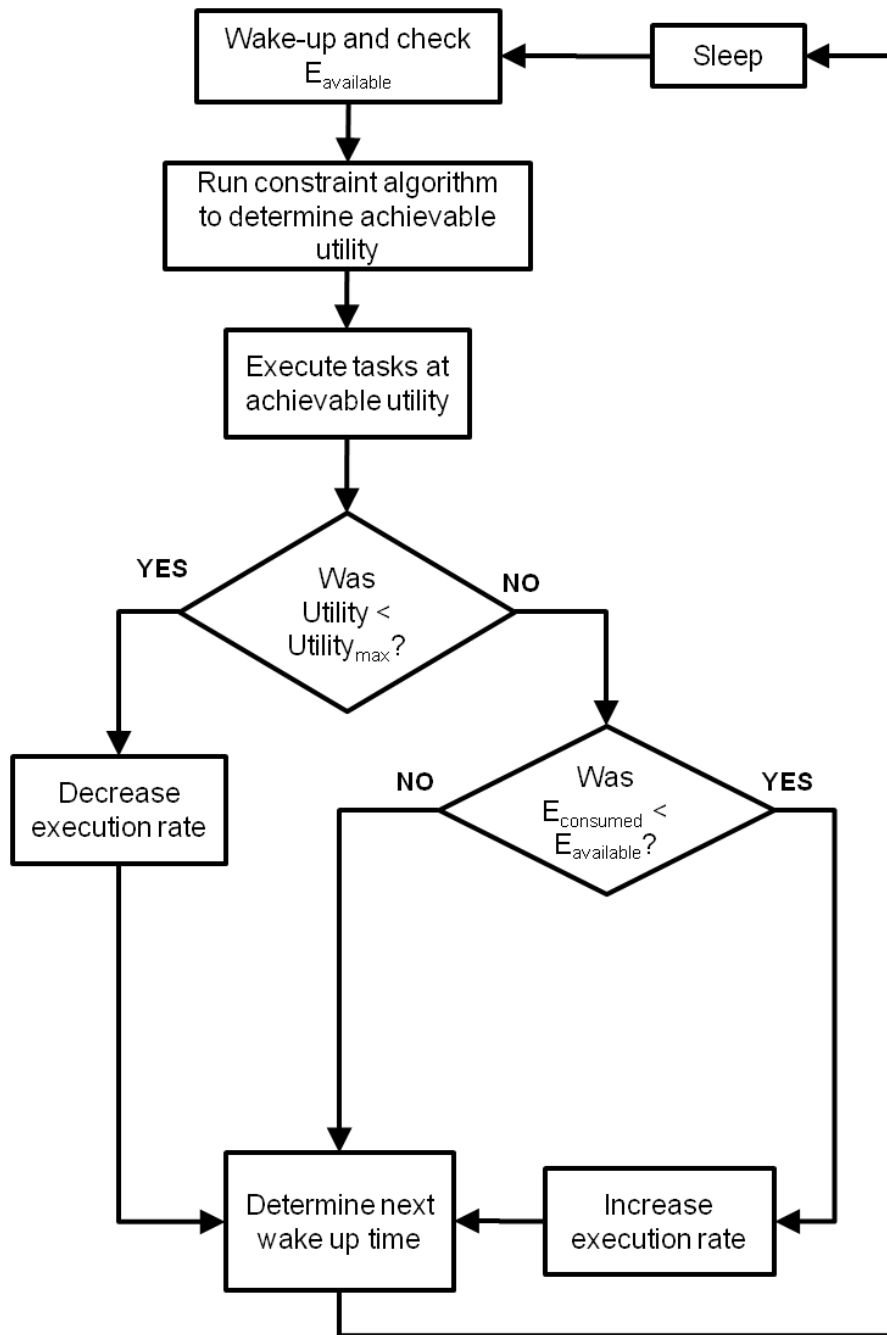 Wake-up and check
E_available
Sleep
Run constraint algorithm
to determine achievable
utility
Execute tasks at
achievable utility
YES
Was
Utility <
Utility_max?
NO
Decrease
execution rate
NO
Was
E_consumed <
E_available?
YES
Determine next
wake up time
Increase
execution rate